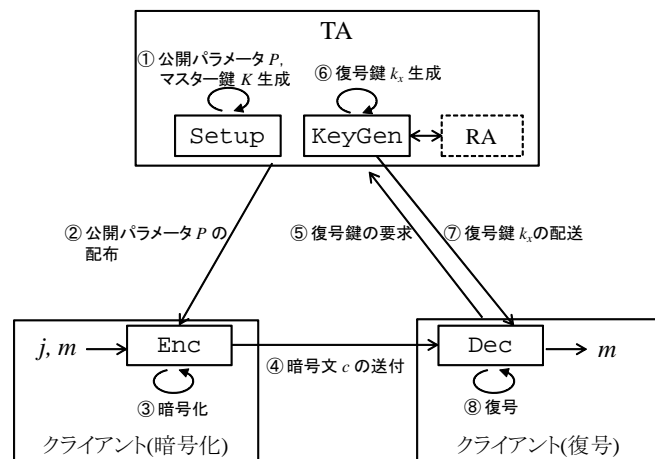 TA
① 公開パラメータ P,
マスター鍵 K 生成
⑥ 復号鍵 kx 生成
Setup
KeyGen
RA
② 公開パラメータ P の
配布
⑤ 復号鍵の要求
⑦ 復号鍵 kxの配送
j, m
Enc
④ 暗号文 c の送付
Dec
m
③ 暗号化
⑧ 復号
クライアント(暗号化)
クライアント(復号)